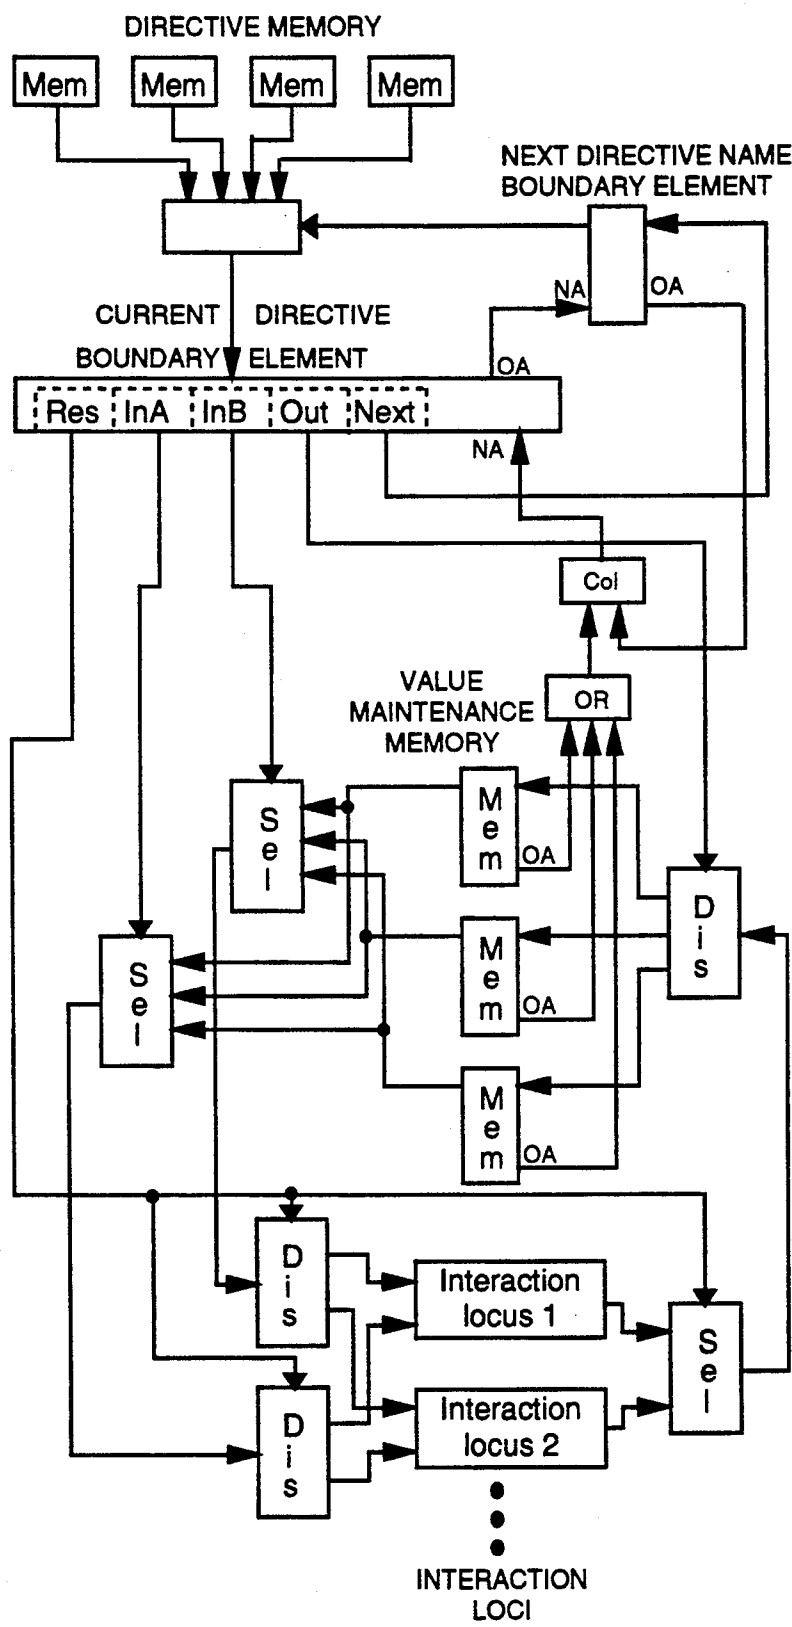 DIRECTIVE MEMORY
Mem Mem Mem Mem
NEXT DIRECTIVE NAME
BOUNDARY ELEMENT
NA OA
CURRENT DIRECTIVE
BOUNDARY ELEMENT
OA
Res InA InB Out Next
NA
Col
OR
VALUE
MAINTENANCE
MEMORY
Sel
Mem
OA
Dis
Mem
OA
Sel
Mem
OA
Dis
Interaction
locus 1
Sel
Dis
Interaction
locus 2
INTERACTION
LOCI